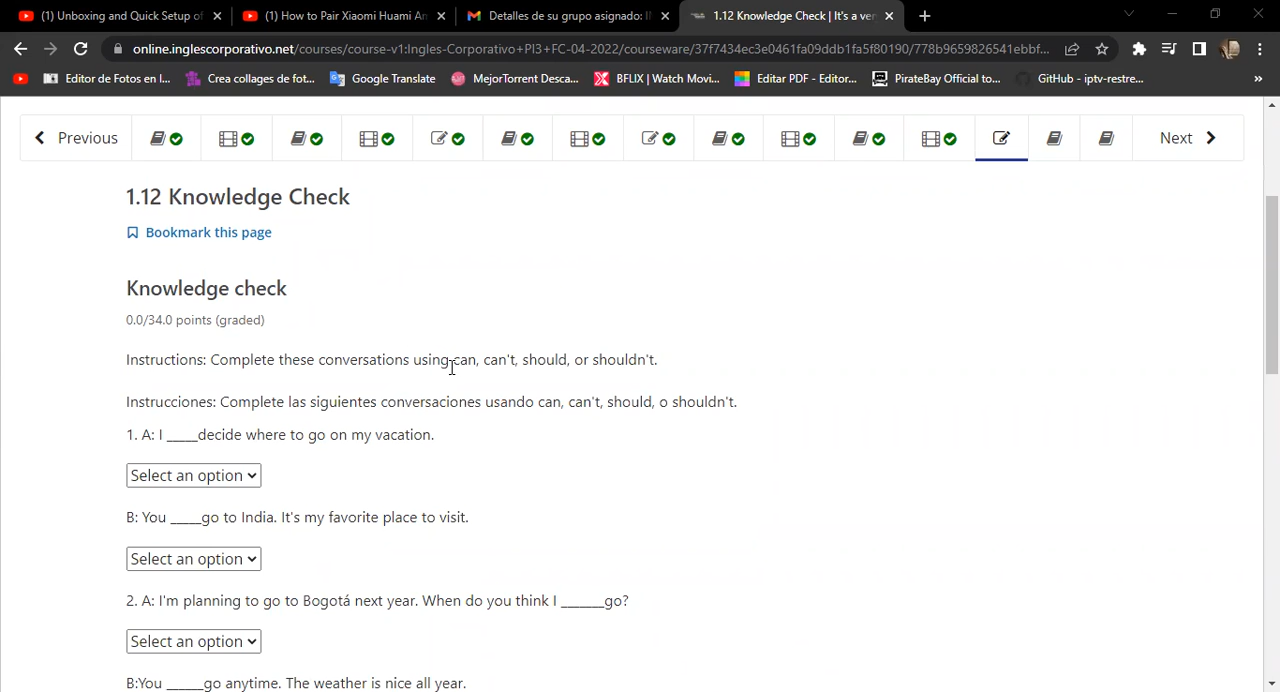 (1) Unboxing and Quick Setup of
(1) How to Pair Xiaomi Huami Am
Detalles de su grupo asignado: I
1.12 Knowledge Check | It's a ver
online.inglescorporativo.net/courses/course-v1:Ingles-Corporativo+PI3+FC-04-2022/courseware/37f7434ec3e0461fa09ddb1fa5f80190/778b9659826541ebbf...
Editor de Fotos en l...
Crea collages de fot...
Google Translate
MejorTorrent Desca...
BFLIX | Watch Movi...
Editar PDF - Editor...
PirateBay Official to...
GitHub - iptv-restre...
»
Previous
Next
1.12 Knowledge Check
Bookmark this page
Knowledge check
0.0/34.0 points (graded)
Instructions: Complete these conversations using can, can't, should, or shouldn't.
Instrucciones: Complete las siguientes conversaciones usando can, can't, should, o shouldn't.
1. A: I _____decide where to go on my vacation.
Select an option
B: You _____go to India. It's my favorite place to visit.
Select an option
2. A: I'm planning to go to Bogotá next year. When do you think I _______go?
Select an option
B:You ______go anytime. The weather is nice all year.